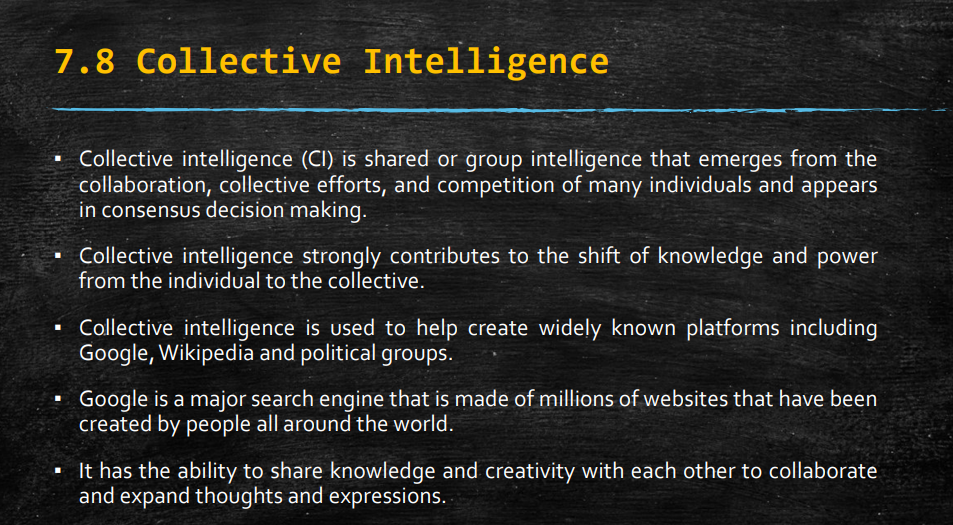 7.8 Collective Intelligence
▪ Collective intelligence (CI) is shared or group intelligence that emerges from the
collaboration, collective efforts, and competition of many individuals and appears
in consensus decision making.
▪ Collective intelligence strongly contributes to the shift of knowledge and power
from the individual to the collective.
▪ Collective intelligence is used to help create widely known platforms including
Google, Wikipedia and political groups.
▪ Google is a major search engine that is made of millions of websites that have been
created by people all around the world.
▪ It has the ability to share knowledge and creativity with each other to collaborate
and expand thoughts and expressions.